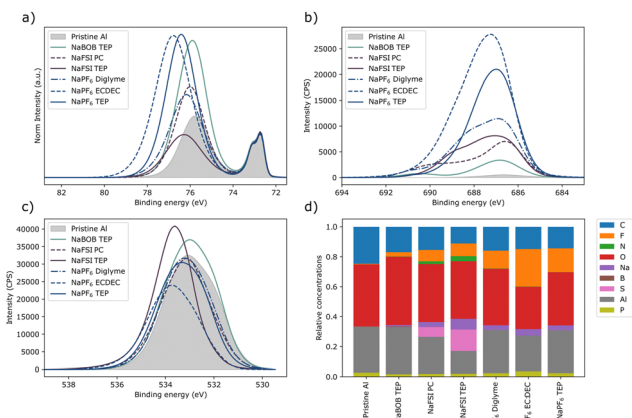 a)
Pristine Al
NaBOB TEP
NaFSI PC
NaFSI TEP
NaPF₆ Diglyme
NaPF₆ ECDEC
NaPF₆ TEP
Norm Intensity (a.u.)
82 80 78 76 74 72
Binding energy (eV)
b)
Pristine Al
NaBOB TEP
NaFSI PC
NaFSI TEP
NaPF₆ Diglyme
NaPF₆ ECDEC
NaPF₆ TEP
Intensity (CPS)
25000
20000
15000
10000
5000
0
694 692 690 688 686 684
Binding energy (eV)
c)
Pristine Al
NaBOB TEP
NaFSI PC
NaFSI TEP
NaPF₆ Diglyme
NaPF₆ ECDEC
NaPF₆ TEP
Intensity (CPS)
40000
35000
30000
25000
20000
15000
10000
5000
0
538 536 534 532 530
Binding energy (eV)
d)
Relative concentrations
1.0
0.8
0.6
0.4
0.2
0.0
Pristine Al
NaBOB TEP
NaFSI PC
NaFSI TEP
₆ Diglyme
F₆ EC:DEC
NaPF₆ TEP
C
F
N
O
Na
B
S
Al
P